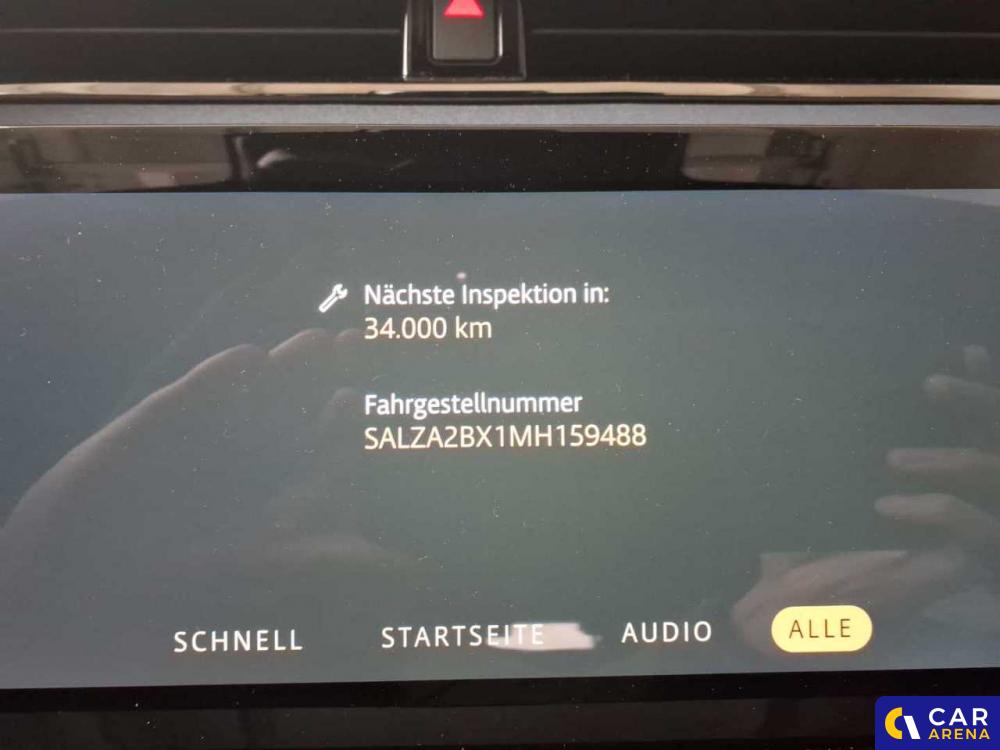 Nächste Inspektion in:
34.000 km
Fahrgestellnummer
SALZA2BX1MH159488
SCHNELL STARTSEITE AUDIO ALLE
CAR
ARENA